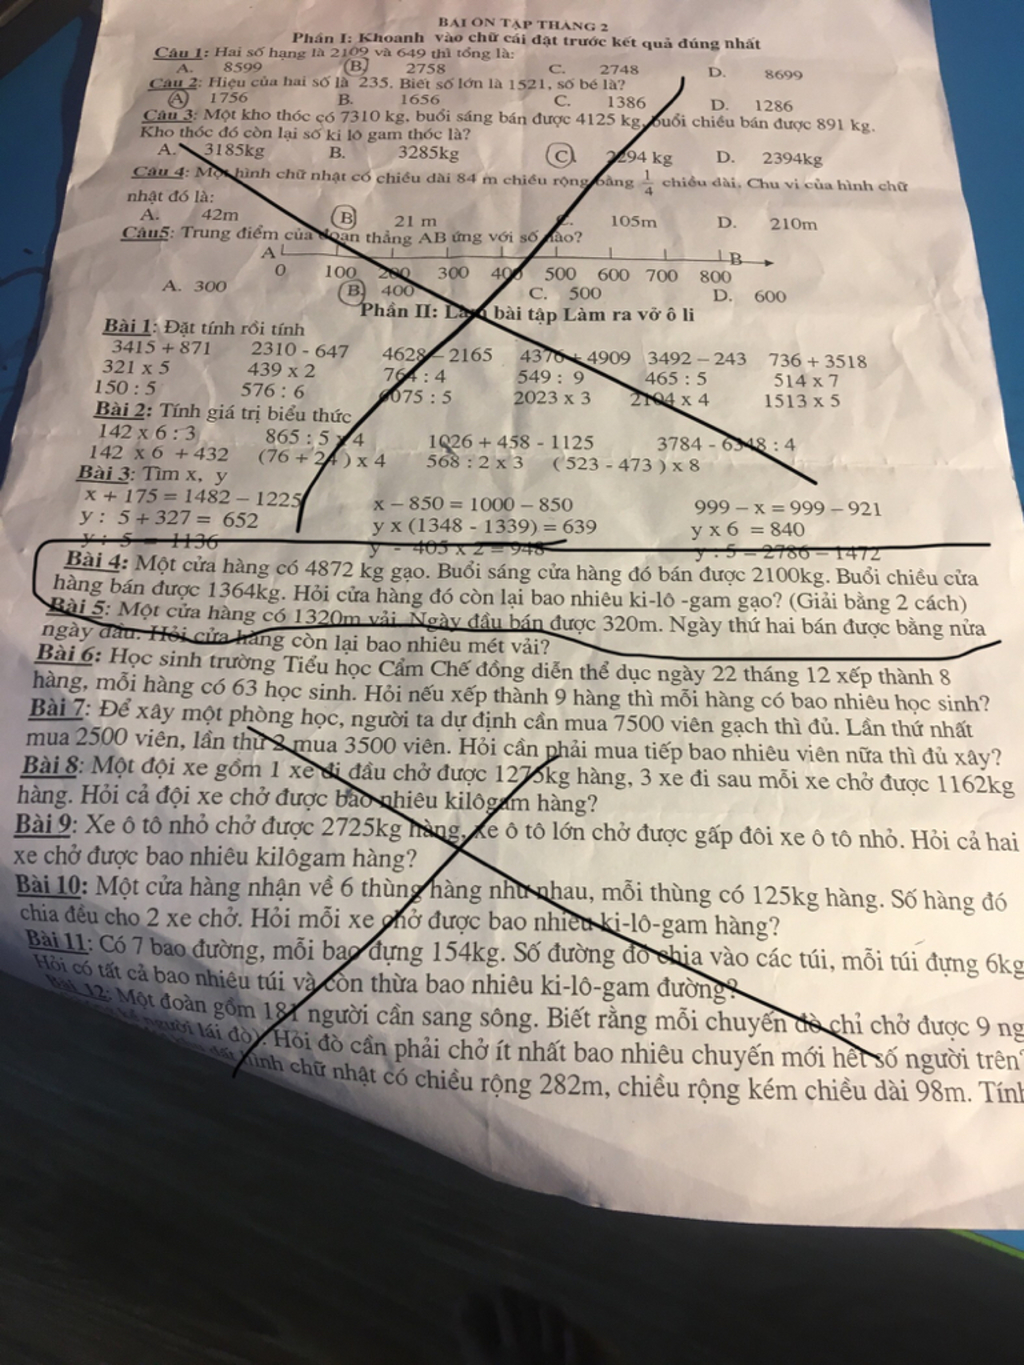 BÀI ÔN TẬP THÁNG 2
Phần I: Khoanh vào chữ cái đặt trước kết quả đúng nhất
Câu 1: Hai số hạng là 2109 và 649 thì tổng là:
A. 8599 B. 2758 C. 2748 D. 8699
Câu 2: Hiệu của hai số là 235. Biết số lớn là 1521, số bé là?
A 1756 B. 1656 C. 1386 D. 1286
Câu 3: Một kho thóc có 7310 kg, buổi sáng bán được 4125 kg, buổi chiều bán được 891 kg.
Kho thóc đó còn lại số ki lô gam thóc là?
A. 3185kg B. 3285kg C. 2294 kg D. 2394kg
Câu 4: Một hình chữ nhật có chiều dài 84 m chiều rộng bằng 1/4 chiều dài. Chu vi của hình chữ
nhật đó là:
A. 42m B 21 m C. 105m D. 210m
Câu5: Trung điểm của đoạn thẳng AB ứng với số nào?
A B
0 100 200 300 400 500 600 700 800
A. 300 B. 400 C. 500 D. 600
Phần II: Làm bài tập Làm ra vở ô li
Bài 1: Đặt tính rồi tính
3415 + 871 2310 - 647 4628 – 2165 4376 + 4909 3492 – 243 736 + 3518
321 x 5 439 x 2 764 : 4 549 : 9 465 : 5 514 x 7
150 : 5 576 : 6 6075 : 5 2023 x 3 2104 x 4 1513 x 5
Bài 2: Tính giá trị biểu thức
142 x 6 : 3 865 : 5 x 4 1026 + 458 - 1125 3784 - 6348 : 4
142 x 6 + 432 (76 + 24 ) x 4 568 : 2 x 3 ( 523 - 473 ) x 8
Bài 3: Tìm x, y
x + 175 = 1482 – 1225 x – 850 = 1000 – 850 999 – x = 999 – 921
y : 5 + 327 = 652 y x (1348 - 1339) = 639 y x 6 = 840
y : 5 = 1136 y - 405 x 2 = 948 y : 5 = 2786 – 1472
Bài 4: Một cửa hàng có 4872 kg gạo. Buổi sáng cửa hàng đó bán được 2100kg. Buổi chiều cửa
hàng bán được 1364kg. Hỏi cửa hàng đó còn lại bao nhiêu ki-lô -gam gạo? (Giải bằng 2 cách)
Bài 5: Một cửa hàng có 1320m vải. Ngày đầu bán được 320m. Ngày thứ hai bán được bằng nửa
ngày đầu. Hỏi cửa hàng còn lại bao nhiêu mét vải?
Bài 6: Học sinh trường Tiểu học Cẩm Chế đồng diễn thể dục ngày 22 tháng 12 xếp thành 8
hàng, mỗi hàng có 63 học sinh. Hỏi nếu xếp thành 9 hàng thì mỗi hàng có bao nhiêu học sinh?
Bài 7: Để xây một phòng học, người ta dự định cần mua 7500 viên gạch thì đủ. Lần thứ nhất
mua 2500 viên, lần thứ 2 mua 3500 viên. Hỏi cần phải mua tiếp bao nhiêu viên nữa thì đủ xây?
Bài 8: Một đội xe gồm 1 xe đi đầu chở được 1275kg hàng, 3 xe đi sau mỗi xe chở được 1162kg
hàng. Hỏi cả đội xe chở được bao nhiêu kilôgam hàng?
Bài 9: Xe ô tô nhỏ chở được 2725kg hàng, xe ô tô lớn chở được gấp đôi xe ô tô nhỏ. Hỏi cả hai
xe chở được bao nhiêu kilôgam hàng?
Bài 10: Một cửa hàng nhận về 6 thùng hàng như nhau, mỗi thùng có 125kg hàng. Số hàng đó
chia đều cho 2 xe chở. Hỏi mỗi xe chở được bao nhiêu ki-lô-gam hàng?
Bài 11: Có 7 bao đường, mỗi bao đựng 154kg. Số đường đó chia vào các túi, mỗi túi đựng 6kg
Hỏi có tất cả bao nhiêu túi và còn thừa bao nhiêu ki-lô-gam đường?
Bài 12: Một đoàn gồm 181 người cần sang sông. Biết rằng mỗi chuyến đò chỉ chở được 9 ng
người lái đò). Hỏi đò cần phải chở ít nhất bao nhiêu chuyến mới hết số người trên
hình chữ nhật có chiều rộng 282m, chiều rộng kém chiều dài 98m. Tính